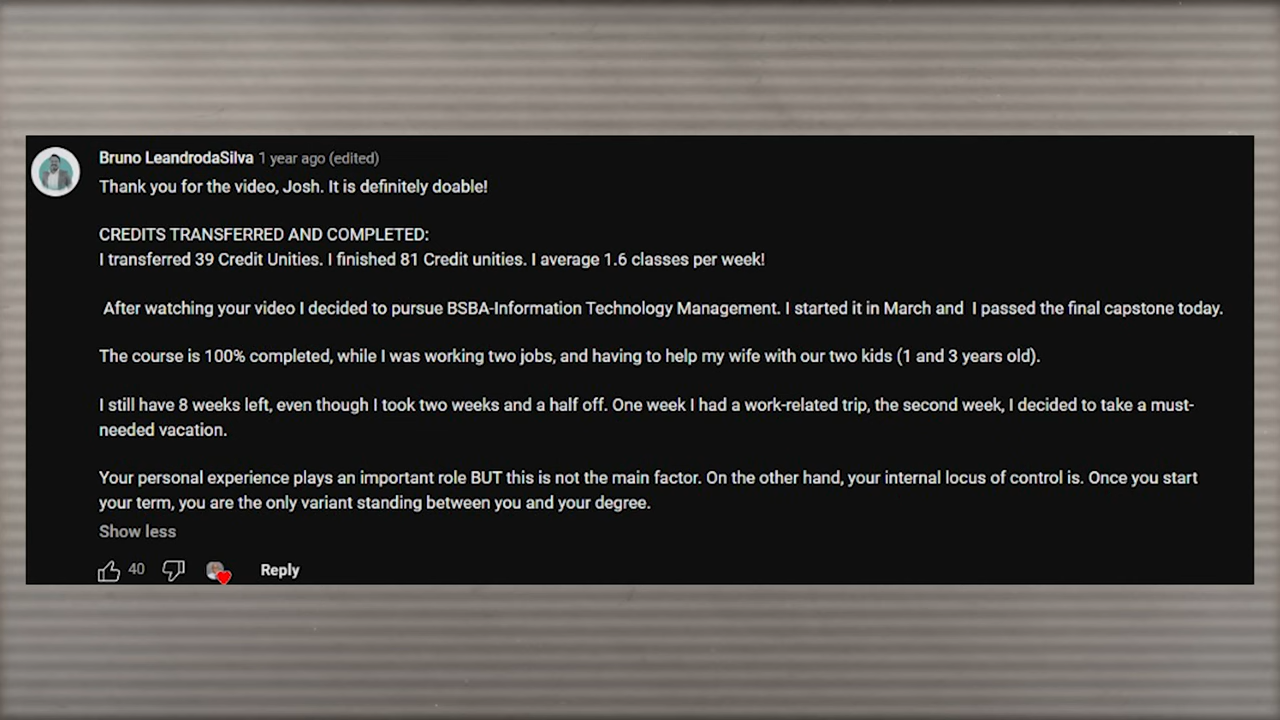 Bruno LeandrodaSilva 1 year ago (edited)
Thank you for the video, Josh. It is definitely doable!
CREDITS TRANSFERRED AND COMPLETED:
I transferred 39 Credit Unities. I finished 81 Credit unities. I average 1.6 classes per week!
After watching your video I decided to pursue BSBA-Information Technology Management. I started it in March and I passed the final capstone today.
The course is 100% completed, while I was working two jobs, and having to help my wife with our two kids (1 and 3 years old).
I still have 8 weeks left, even though I took two weeks and a half off. One week I had a work-related trip, the second week, I decided to take a must-
needed vacation.
Your personal experience plays an important role BUT this is not the main factor. On the other hand, your internal locus of control is. Once you start
your term, you are the only variant standing between you and your degree.
Show less
40 Reply